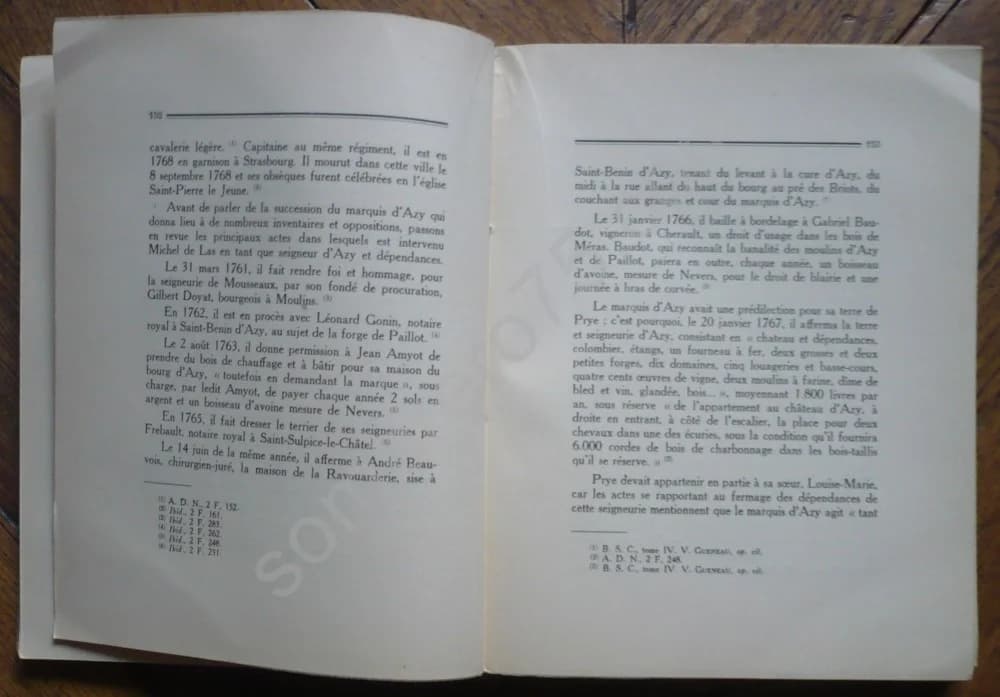 cavalerie légère. (1) Capitaine au même régiment, il est en
1768 en garnison à Strasbourg. Il mourut dans cette ville le
8 septembre 1768 et ses obsèques furent célébrées en l'église
Saint-Pierre le Jeune. (2)
Avant de parler de la succession du marquis d'Azy qui
donna lieu à de nombreux inventaires et oppositions, passons
en revue les principaux actes dans lesquels est intervenu
Michel de Las en tant que seigneur d'Azy et dépendances.
Le 31 mars 1761, il fait rendre foi et hommage, pour
la seigneurie de Mousseaux, par son fondé de procuration,
Gilbert Doyat, bourgeois à Moulins. (3)
En 1762, il est en procès avec Léonard Gonin, notaire
royal à Saint-Benin d'Azy, au sujet de la forge de Paillot. (4)
Le 2 août 1763, il donne permission à Jean Amyot de
prendre du bois de chauffage et à bâtir pour sa maison du
bourg d'Azy, « toutefois en demandant la marque », sous
charge, par ledit Amyot, de payer chaque année 2 sols en
argent et un boisseau d'avoine mesure de Nevers. (5)
En 1765, il fait dresser le terrier de ses seigneuries par
Frebault, notaire royal à Saint-Sulpice-le-Châtel. (6)
Le 14 juin de la même année, il afferme à André Beau-
vois, chirurgien-juré, la maison de la Ravouarderie, sise à
(1) A. D. N., 2 F, 152.
(2) Ibid., 2 F, 161.
(3) Ibid., 2 F, 283.
(4) Ibid., 2 F, 262.
(5) Ibid., 2 F, 248.
(6) Ibid., 2 F, 251.
Saint-Benin d'Azy, tenant du levant à la cure d'Azy, du
midi à la rue allant du haut du bourg au pré des Briots, du
couchant aux granges et cour du marquis d'Azy. (1)
Le 31 janvier 1766, il baille à bordelage à Gabriel Bau-
dot, vigneron à Cherault, un droit d'usage dans les bois de
Méras. Baudot, qui reconnaît la banalité des moulins d'Azy
et de Paillot, paiera en outre, chaque année, un boisseau
d'avoine, mesure de Nevers, pour le droit de blairie et une
journée à bras de corvée. (2)
Le marquis d'Azy avait une prédilection pour sa terre de
Prye ; c'est pourquoi, le 20 janvier 1767, il afferma la terre
et seigneurie d'Azy, consistant en « chateau et dépendances,
colombier, étangs, un fourneau à fer, deux grosses et deux
petites forges, dix domaines, cinq louageries et basse-cours,
quatre cents œuvres de vigne, deux moulins à farine, dîme de
bled et vin, glandée, bois... », moyennant 1.800 livres par
an, sous réserve « de l'appartement au château d'Azy, à
droite en entrant, à côté de l'escalier, la place pour deux
chevaux dans une des écuries, sous la condition qu'il fournira
6.000 cordes de bois de charbonnage dans les bois-taillis
qu'il se réserve. » (3)
Prye devait appartenir en partie à sa sœur, Louise-Marie,
car les actes se rapportant au fermage des dépendances de
cette seigneurie mentionnent que le marquis d'Azy agit « tant
(1) B. S. C., tome IV. V. GUENEAU, op. cit.
(2) A. D. N., 2 F, 248.
(3) B. S. C., tome IV. V. GUENEAU, op. cit.